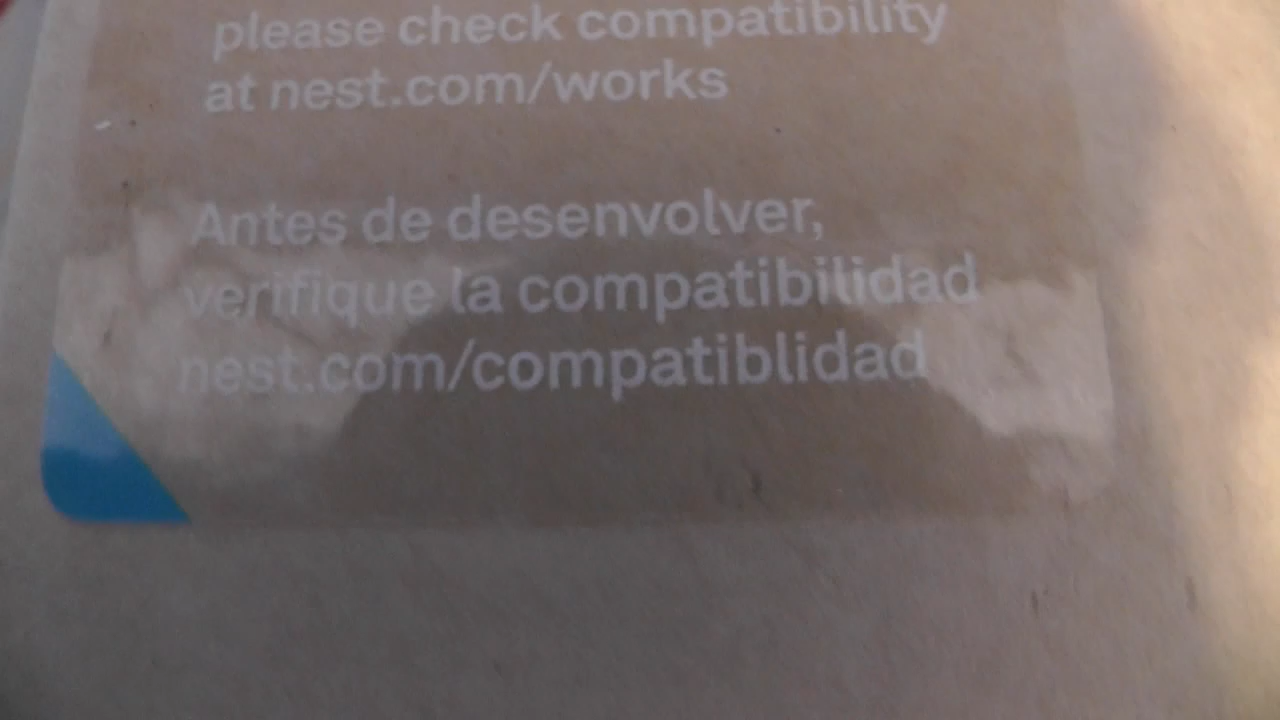 please check compatibility
at nest.com/works
Antes de desenvolver,
verifique la compatibilidad
nest.com/compatiblidad